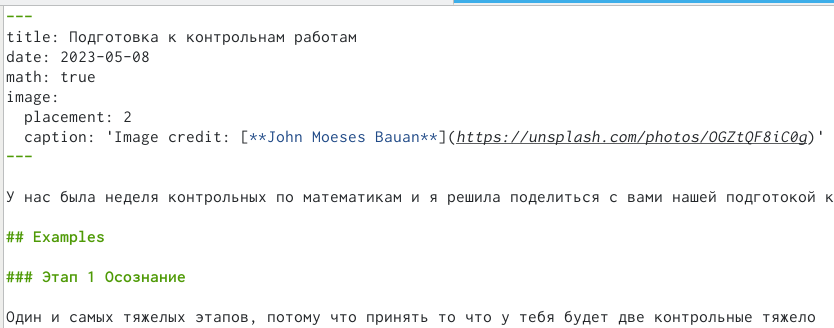 ---
title: Подготовка к контрольнам работам
date: 2023-05-08
math: true
image:
  placement: 2
  caption: 'Image credit: [**John Moeses Bauan**](https://unsplash.com/photos/OGZtQF8iC0g)'
---
У нас была неделя контрольных по математикам и я решила поделиться с вами нашей подготокой к
## Examples
### Этап 1 Осознание
Один и самых тяжелых этапов, потому что принять то что у тебя будет две контрольные тяжело